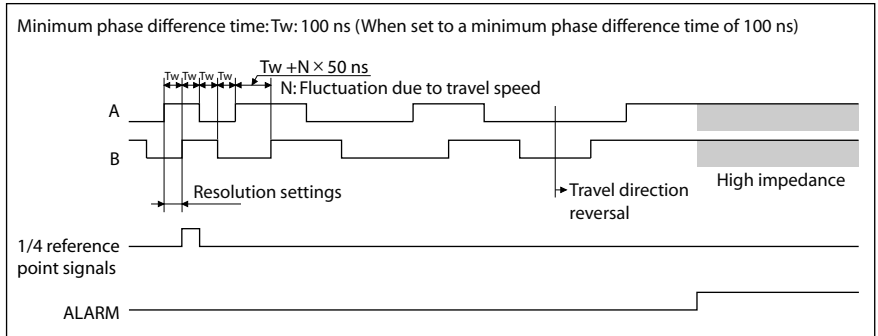 Minimum phase difference time: Tw: 100 ns (When set to a minimum phase difference time of 100 ns)
Tw Tw Tw Tw
Tw +N × 50 ns
N: Fluctuation due to travel speed
A
B
Resolution settings
Travel direction
reversal
High impedance
1/4 reference
point signals
ALARM